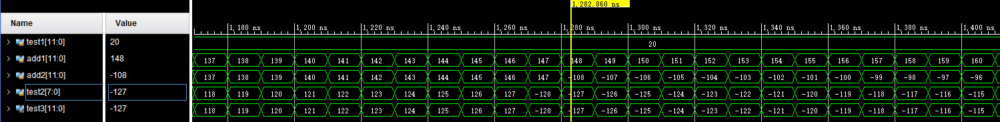 1,282.860 ns
Name Value
1,180 ns 1,200 ns 1,220 ns 1,240 ns 1,260 ns 1,280 ns 1,300 ns 1,320 ns 1,340 ns 1,360 ns 1,380 ns 1,400 ns
test1[11:0] 20 20
add1[11:0] 148 137 138 139 140 141 142 143 144 145 146 147 148 149 150 151 152 153 154 155 156 157 158 159 160
add2[11:0] -108 137 138 139 140 141 142 143 144 145 146 147 -108 -107 -106 -105 -104 -103 -102 -101 -100 -99 -98 -97 -96
test2[7:0] -127 118 119 120 121 122 123 124 125 126 127 -128 -127 -126 -125 -124 -123 -122 -121 -120 -119 -118 -117 -116 -115
test3[11:0] -127 118 119 120 121 122 123 124 125 126 127 -128 -127 -126 -125 -124 -123 -122 -121 -120 -119 -118 -117 -116 -115